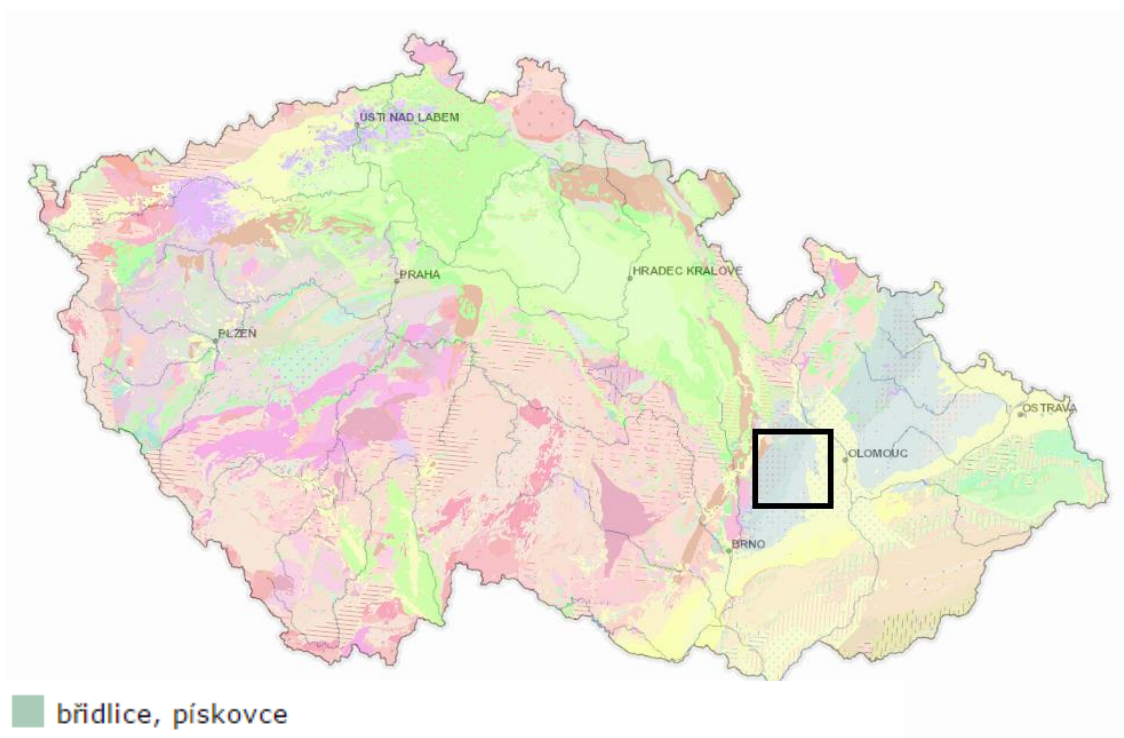 ÚSTÍ NAD LABEM
HRADEC KRÁLOVÉ
PRAHA
PLZEŇ
OSTRAVA
OLOMOUC
BRNO
břidlice, pískovce